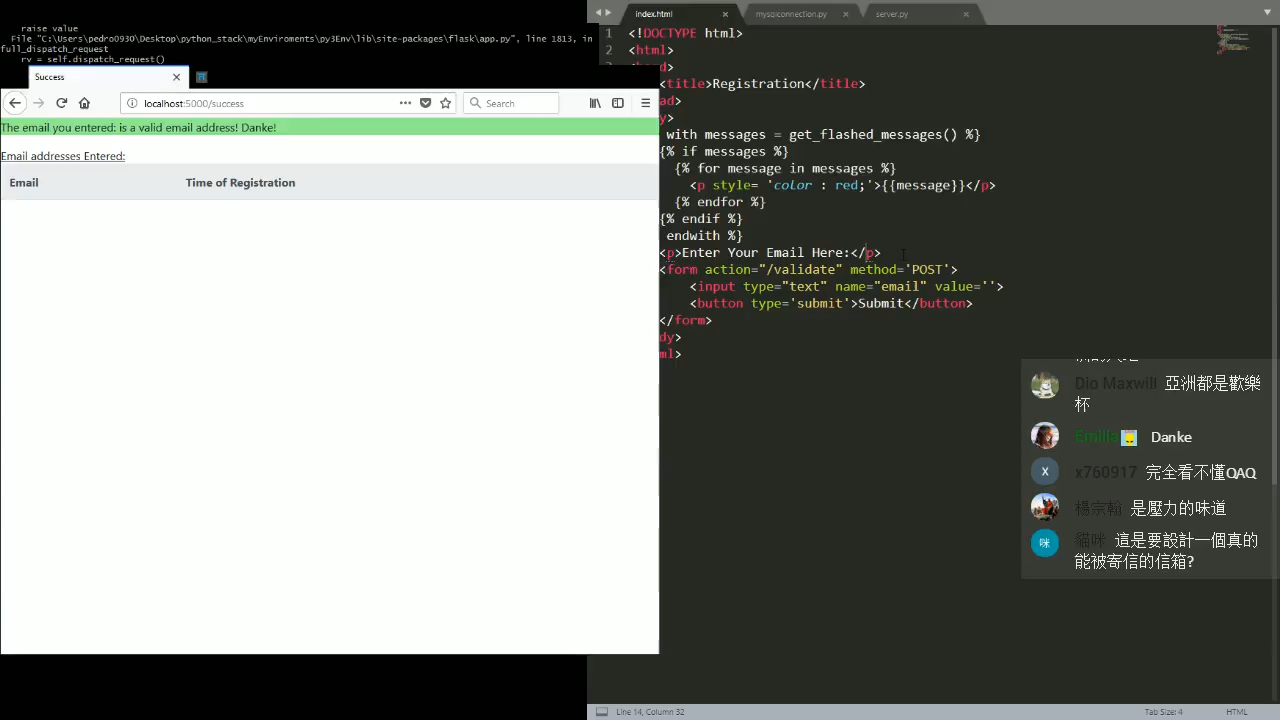 raise value
File "C:\Users\pedro0930\Desktop\python_stack\myEnviroments\py3Env\lib\site-packages\flask\app.py", line 1813, in
full_dispatch_request
rv = self.dispatch_request()
Success
localhost:5000/success
Search
The email you entered: is a valid email address! Danke!
Email addresses Entered:
Email Time of Registration
index.html mysqlconnection.py server.py
1 <!DOCTYPE html>
2 <html>
<title>Registration</title>
ad>
y>
with messages = get_flashed_messages() %}
{% if messages %}
{% for message in messages %}
<p style= 'color : red;'>{{message}}</p>
{% endfor %}
{% endif %}
endwith %}
<p>Enter Your Email Here:</p>
<form action="/validate" method='POST'>
<input type="text" name="email" value=''>
<button type='submit'>Submit</button>
</form>
dy>
ml>
Dio Maxwill 亞洲都是歡樂
杯
Emilia Danke
X x760917 完全看不懂QAQ
楊宗翰 是壓力的味道
咪 貓咪 這是要設計一個真的
能被寄信的信箱?
Line 14, Column 32 Tab Size: 4 HTML